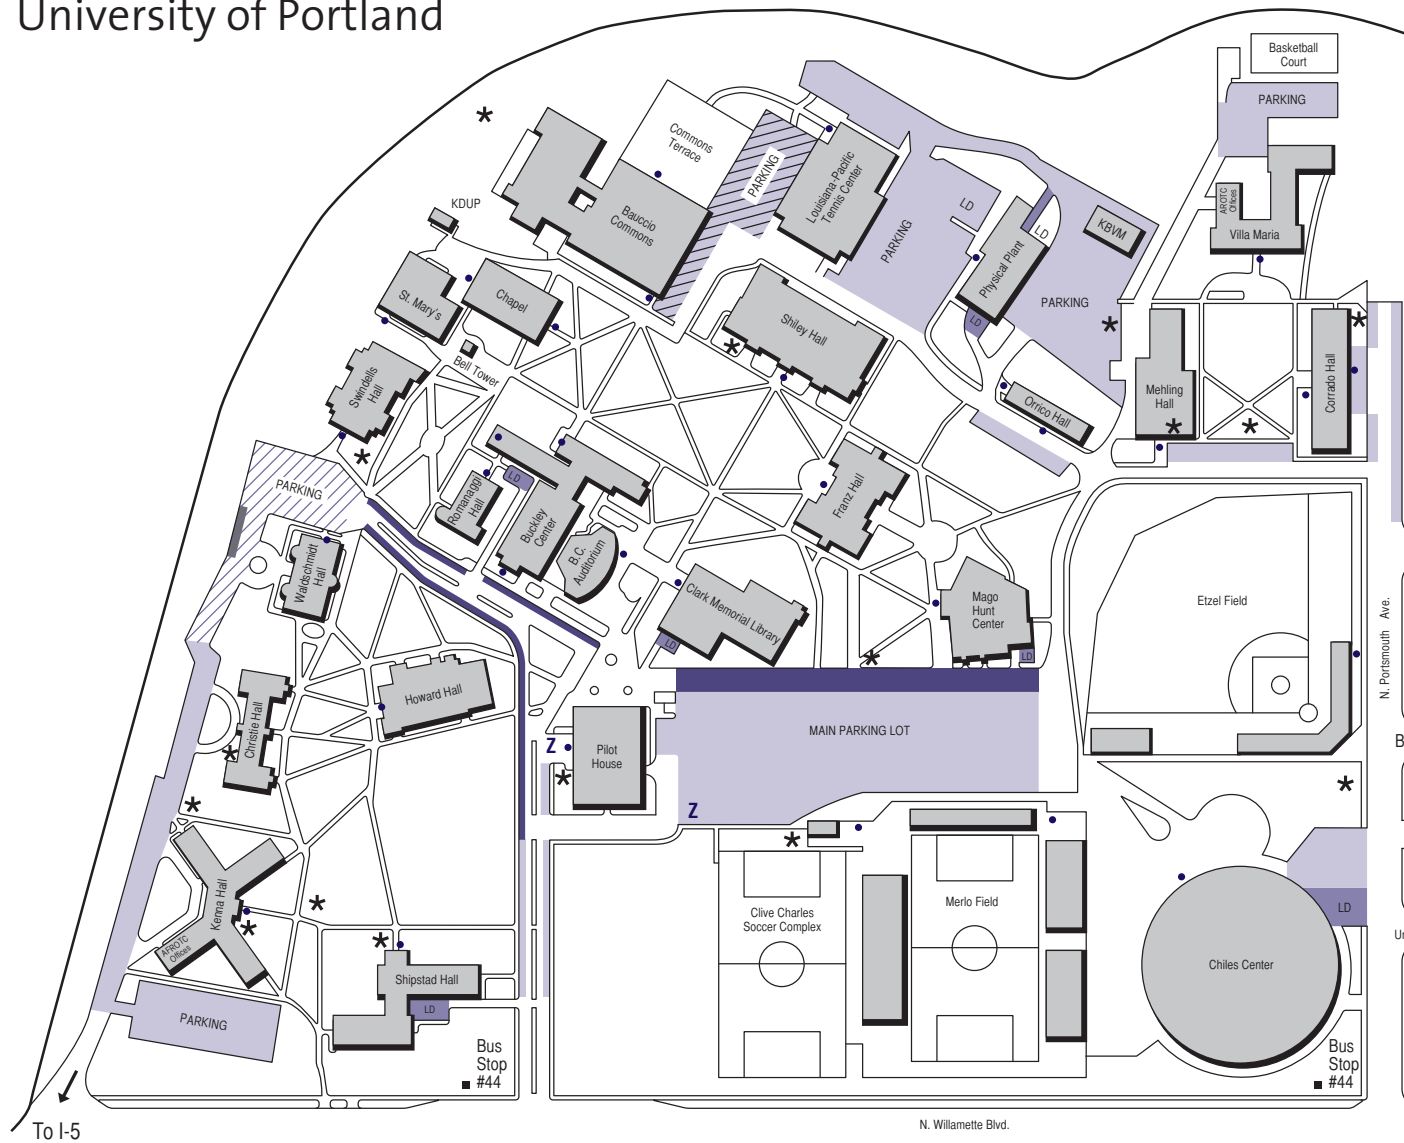 University of Portland
Basketball
Court
PARKING
Commons
Terrace
PARKING
Louisiana-Pacific
Tennis Center
LD
PARKING
LD
KBVM
AROTC
Offices
Villa Maria
KDUP
Bauccio
Commons
Physical Plant
PARKING
LD
St. Mary's
Chapel
Shiley Hall
Bell Tower
Swindells
Hall
Orrico Hall
Mehling
Hall
Corrado Hall
PARKING
LD
Romanaggi
Hall
Buckley
Center
B.C.
Auditorium
Franz Hall
Waldschmidt
Hall
Clark Memorial Library
LD
Mago
Hunt
Center
LD
Etzel Field
N. Portsmouth Ave.
Howard Hall
Christie Hall
Z
Pilot
House
MAIN PARKING LOT
B
Z
Kenna Hall
AFROTC
Offices
Clive Charles
Soccer Complex
Merlo Field
LD
Ur
Chiles Center
Shipstad Hall
LD
PARKING
Bus
Stop
#44
Bus
Stop
#44
To I-5
N. Willamette Blvd.